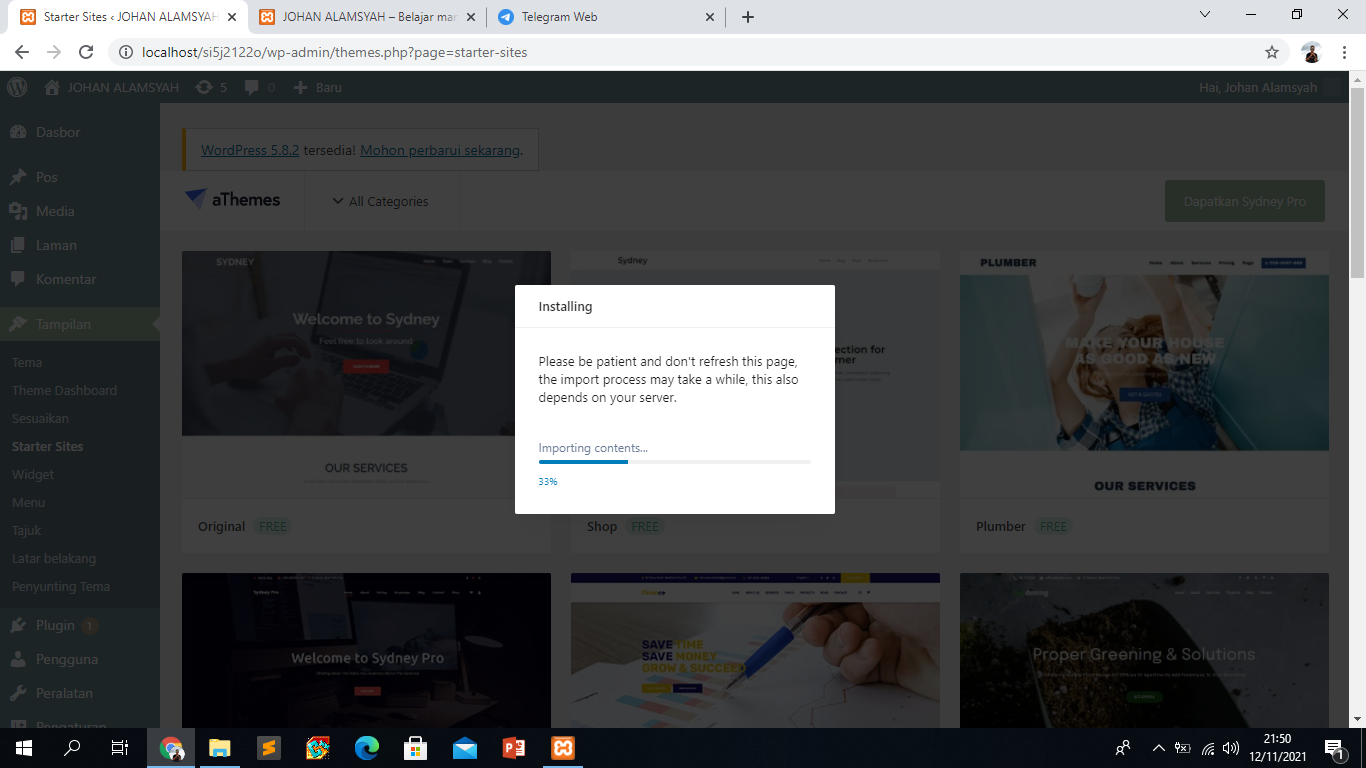 Starter Sites ‹ JOHAN ALAMSYAH
JOHAN ALAMSYAH – Belajar mar
Telegram Web
localhost/si5j2122o/wp-admin/themes.php?page=starter-sites
JOHAN ALAMSYAH
5
0
Baru
Hai, Johan Alamsyah
Dasbor
Pos
Media
Laman
Komentar
Tampilan
Tema
Theme Dashboard
Sesuaikan
Starter Sites
Widget
Menu
Tajuk
Latar belakang
Penyunting Tema
Plugin 1
Pengguna
Peralatan
Pengaturan
WordPress 5.8.2 tersedia! Mohon perbarui sekarang.
aThemes
All Categories
Dapatkan Sydney Pro
SYDNEY
Welcome to Sydney
Feel free to look around
OUR SERVICES
Original FREE
Sydney
Shop FREE
PLUMBER
MAKE YOUR HOUSE
AS GOOD AS NEW
GET A QUOTE
OUR SERVICES
Plumber FREE
Installing
Please be patient and don't refresh this page,
the import process may take a while, this also
depends on your server.
Importing contents...
33%
Sydney Pro
Welcome to Sydney Pro
SAVE TIME
SAVE MONEY
GROW & SUCCEED
Proper Greening & Solutions
21:50
12/11/2021
1